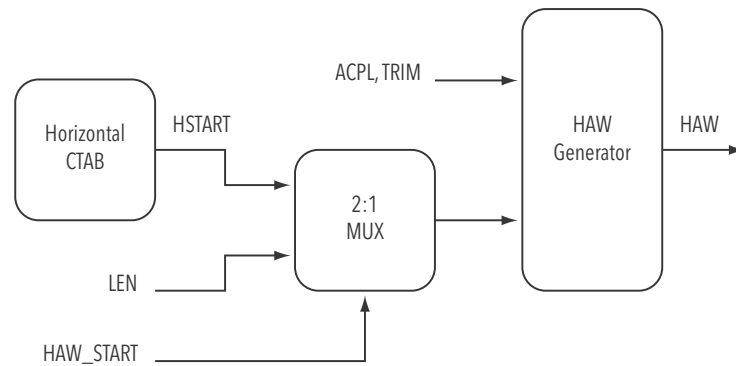 ACPL, TRIM
Horizontal
CTAB
HSTART
HAW
Generator
HAW
2:1
MUX
LEN
HAW_START